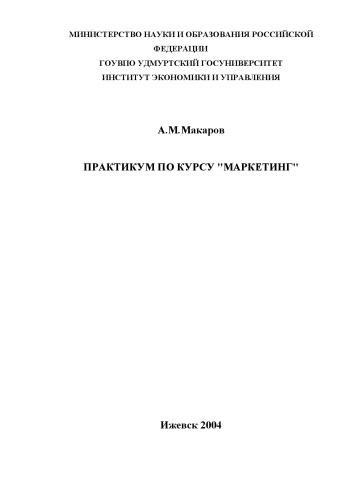 МИНИСТЕРСТВО НАУКИ И ОБРАЗОВАНИЯ РОССИЙСКОЙ
ФЕДЕРАЦИИ
ГОУВПО УДМУРТСКИЙ ГОСУНИВЕРСИТЕТ
ИНСТИТУТ ЭКОНОМИКИ И УПРАВЛЕНИЯ
А.М.Макаров
ПРАКТИКУМ ПО КУРСУ "МАРКЕТИНГ"
Ижевск 2004